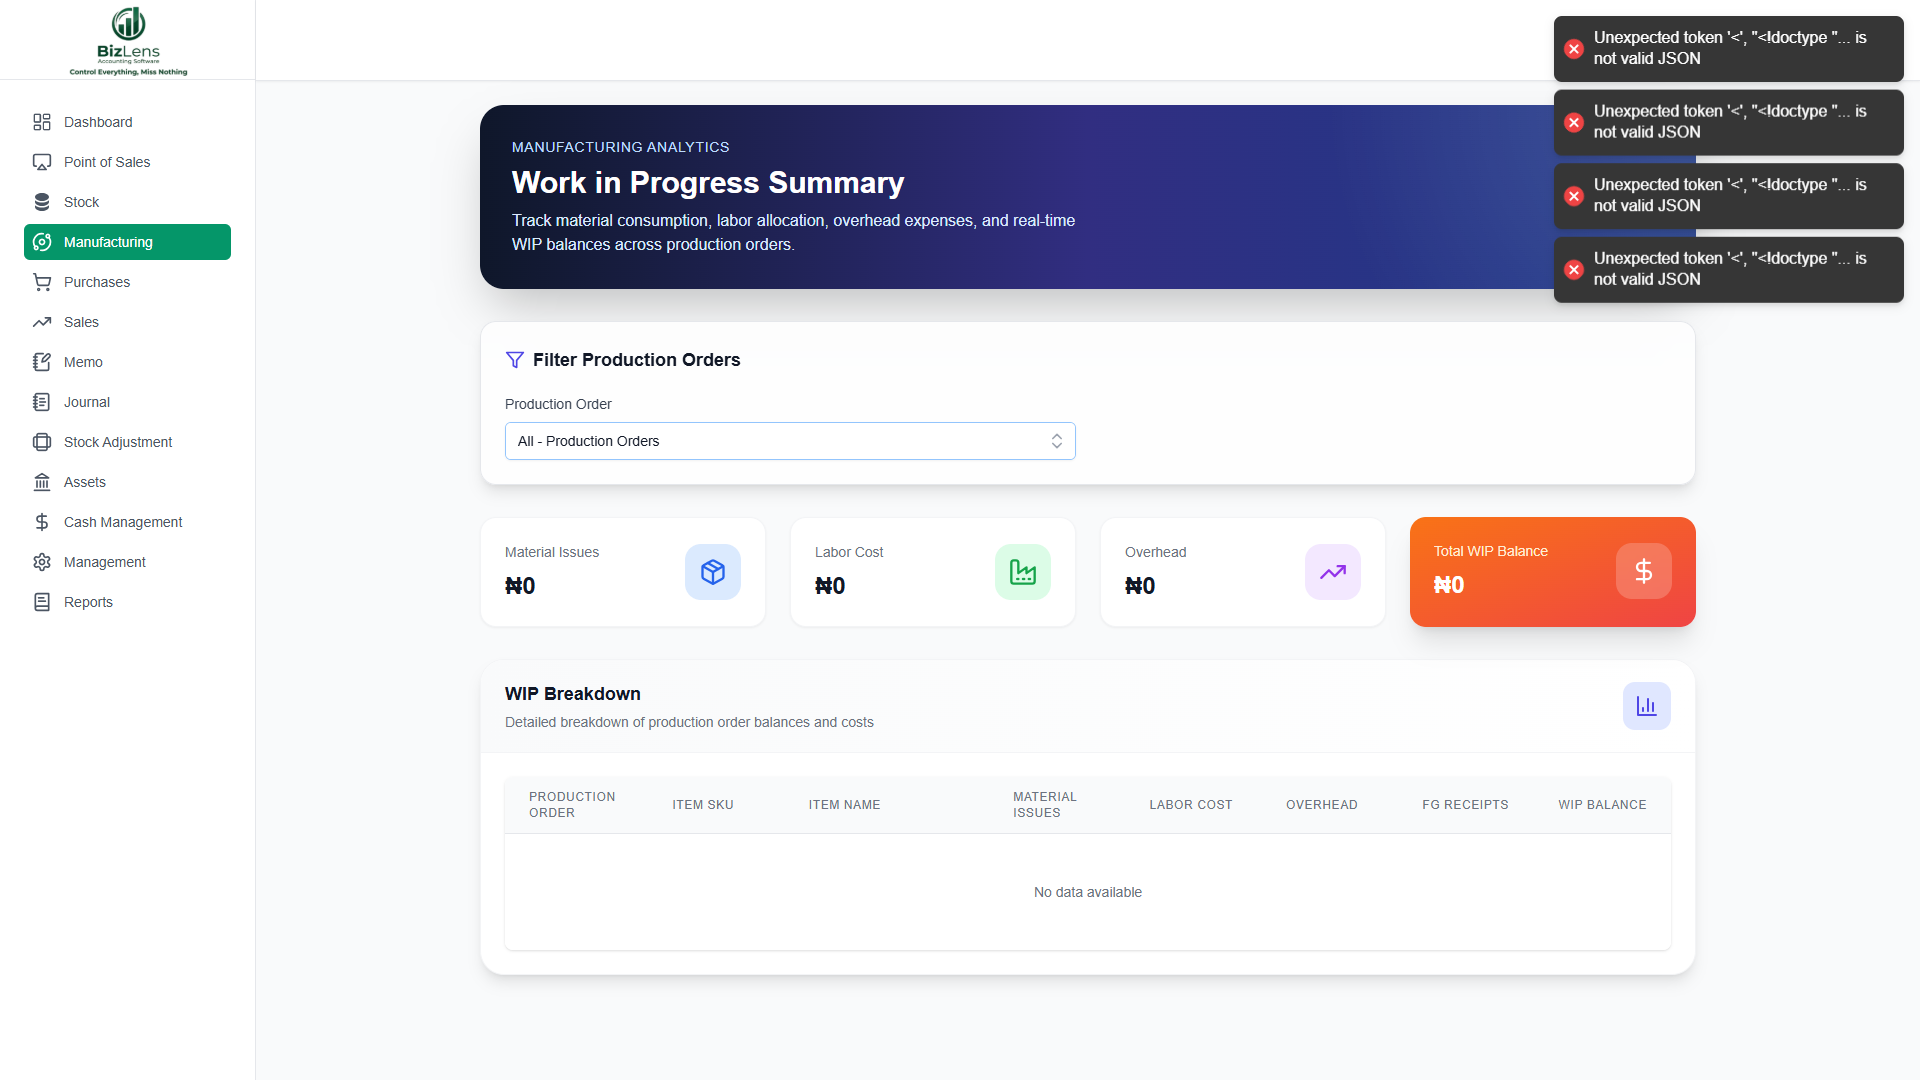 BizLens
Accounting Software
Control Everything, Miss Nothing
Dashboard
Point of Sales
Stock
Manufacturing
Purchases
Sales
Memo
Journal
Stock Adjustment
Assets
Cash Management
Management
Reports
Unexpected token '<', "<!doctype "... is
not valid JSON
Unexpected token '<', "<!doctype "... is
not valid JSON
Unexpected token '<', "<!doctype "... is
not valid JSON
Unexpected token '<', "<!doctype "... is
not valid JSON
MANUFACTURING ANALYTICS
Work in Progress Summary
Track material consumption, labor allocation, overhead expenses, and real-time
WIP balances across production orders.
Filter Production Orders
Production Order
All - Production Orders
Material Issues
₦0
Labor Cost
₦0
Overhead
₦0
Total WIP Balance
₦0
WIP Breakdown
Detailed breakdown of production order balances and costs
PRODUCTION ORDER
ITEM SKU
ITEM NAME
MATERIAL ISSUES
LABOR COST
OVERHEAD
FG RECEIPTS
WIP BALANCE
No data available